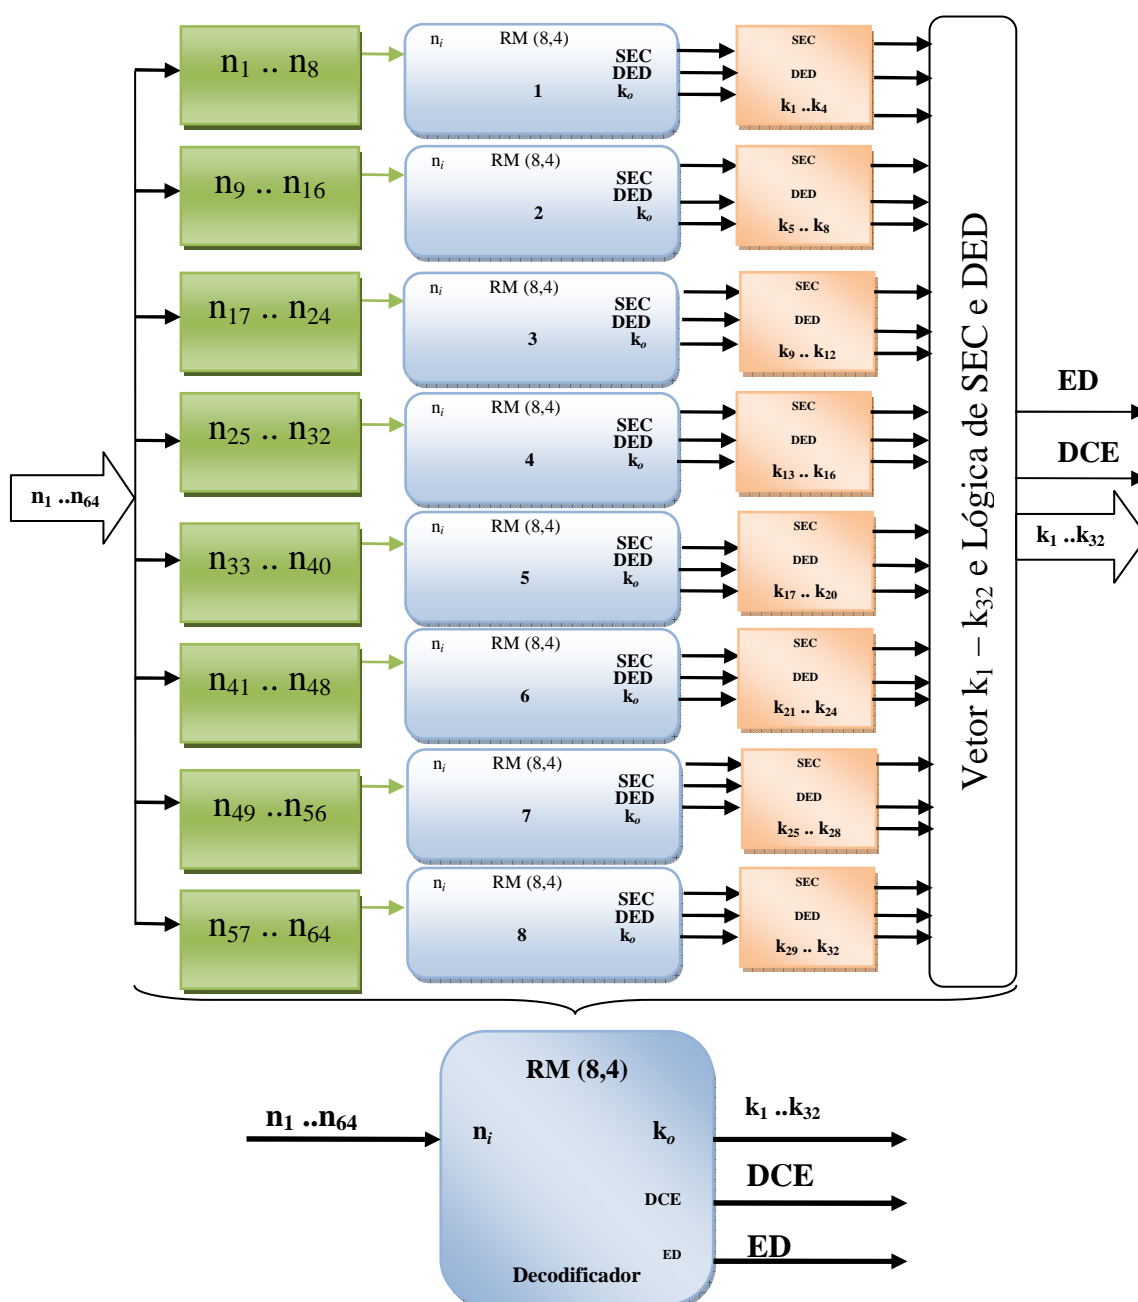 n1 .. n8
ni RM (8,4)
SEC
DED
1 ko
SEC
DED
k1 ..k4
n9 .. n16
ni RM (8,4)
SEC
DED
2 ko
SEC
DED
k5 .. k8
n17 .. n24
ni RM (8,4)
SEC
DED
3 ko
SEC
DED
k9 .. k12
n25 .. n32
ni RM (8,4)
SEC
DED
4 ko
SEC
DED
k13 .. k16
n33 .. n40
ni RM (8,4)
SEC
DED
5 ko
SEC
DED
k17 .. k20
n41 .. n48
ni RM (8,4)
SEC
DED
6 ko
SEC
DED
k21 .. k24
n49 ..n56
ni RM (8,4)
SEC
DED
7 ko
SEC
DED
k25 .. k28
n57 .. n64
ni RM (8,4)
SEC
DED
8 ko
SEC
DED
k29 .. k32
n1 ..n64
Vetor k1 – k32 e Lógica de SEC e DED
ED
DCE
k1 ..k32
RM (8,4)
n1 ..n64
ni ko
k1 ..k32
DCE
DCE
ED
ED
Decodificador